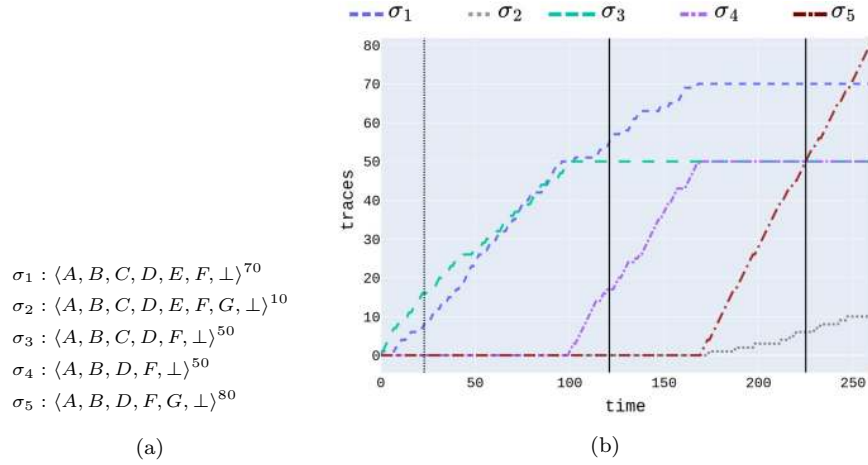 σ₁ σ₂ σ₃ σ₄ σ₅
80
70
60
50
40
30
20
10
0
traces
0 50 100 150 200 250
time
σ₁ : ⟨A, B, C, D, E, F, ⊥⟩⁷⁰
σ₂ : ⟨A, B, C, D, E, F, G, ⊥⟩¹⁰
σ₃ : ⟨A, B, C, D, F, ⊥⟩⁵⁰
σ₄ : ⟨A, B, D, F, ⊥⟩⁵⁰
σ₅ : ⟨A, B, D, F, G, ⊥⟩⁸⁰
(a)
(b)